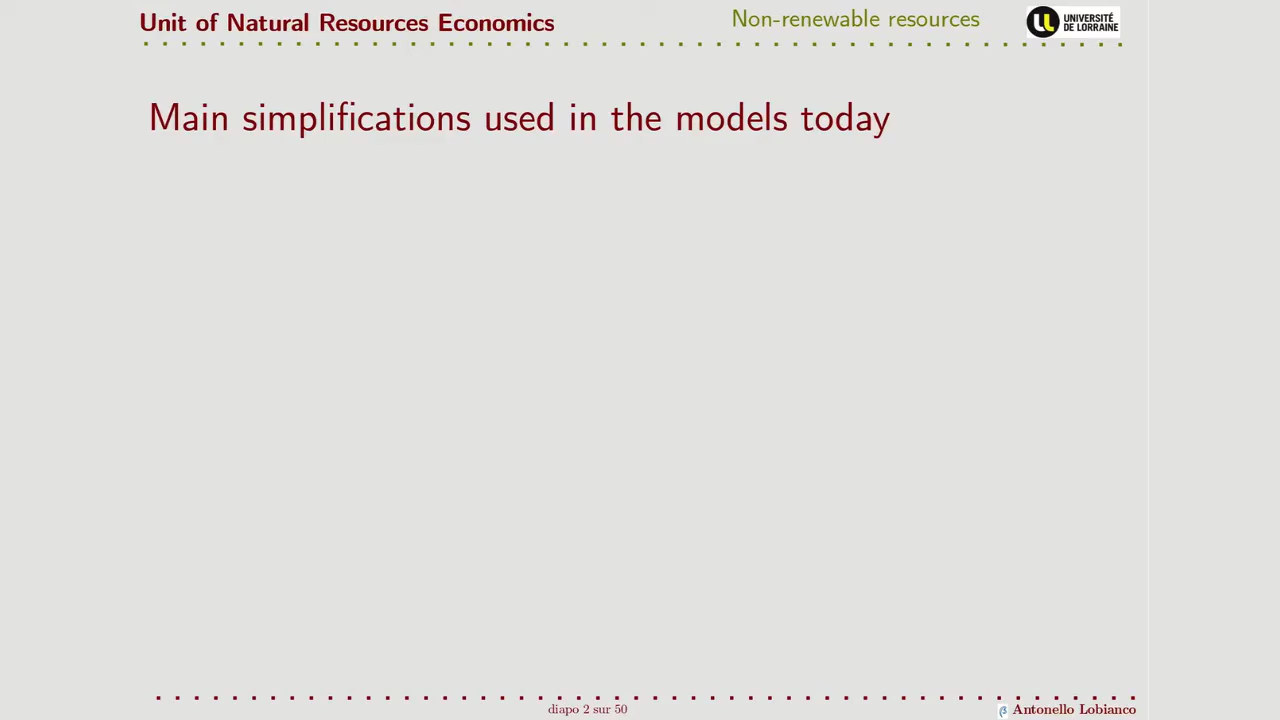 Unit of Natural Resources Economics
Non-renewable resources
UNIVERSITÉ
DE LORRAINE
Main simplifications used in the models today
diapo 2 sur 50
Antonello Lobianco